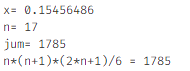 x= 0.15456486
n= 17
jum= 1785
n*(n+1)*(2*n+1)/6 = 1785